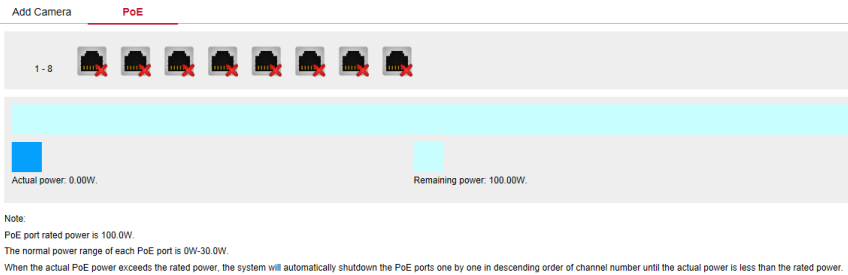 Add Camera PoE
1 - 8
Actual power: 0.00W. Remaining power: 100.00W.
Note:
PoE port rated power is 100.0W.
The normal power range of each PoE port is 0W-30.0W.
When the actual PoE power exceeds the rated power, the system will automatically shutdown the PoE ports one by one in descending order of channel number until the actual power is less than the rated power.